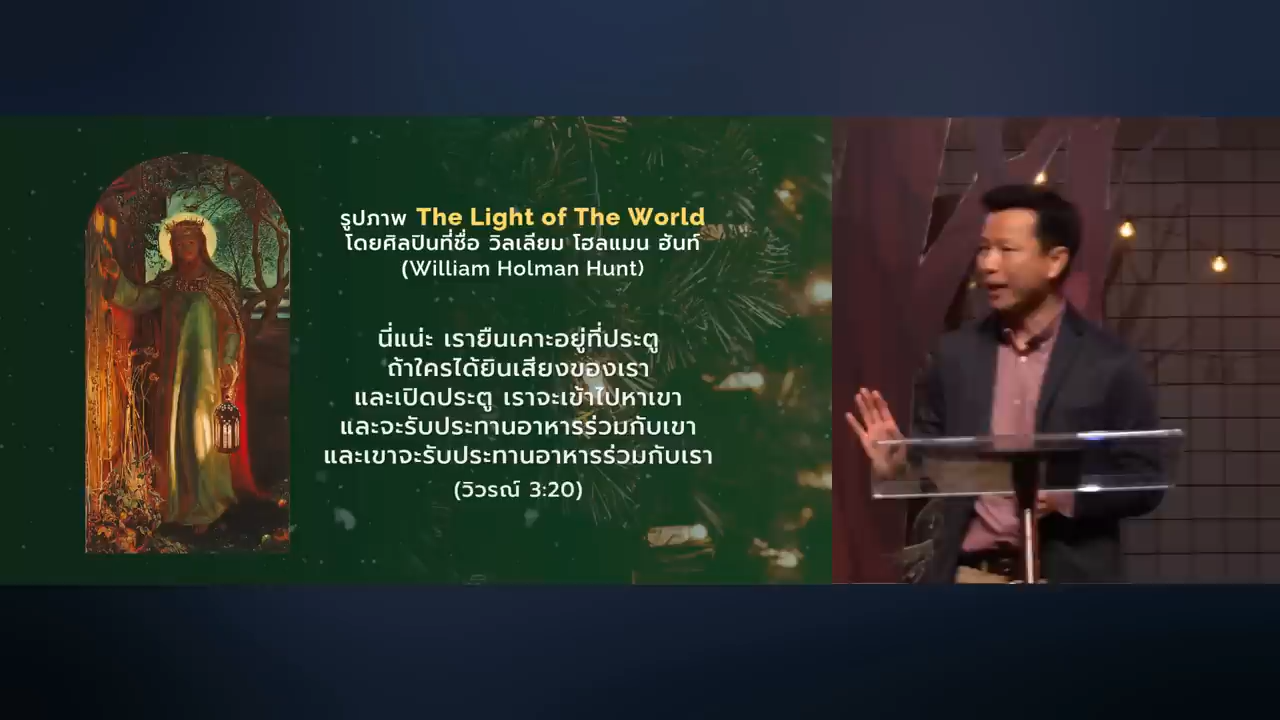 รูปภาพ The Light of The World
โดยศิลปินที่ชื่อ วิลเลียม โฮลแมน ฮันท์
(William Holman Hunt)
นี่แน่ะ เรายืนเคาะอยู่ที่ประตู
ถ้าใครได้ยินเสียงของเรา
และเปิดประตู เราจะเข้าไปหาเขา
และจะรับประทานอาหารร่วมกับเขา
และเขาจะรับประทานอาหารร่วมกับเรา
(วิวรณ์ 3:20)